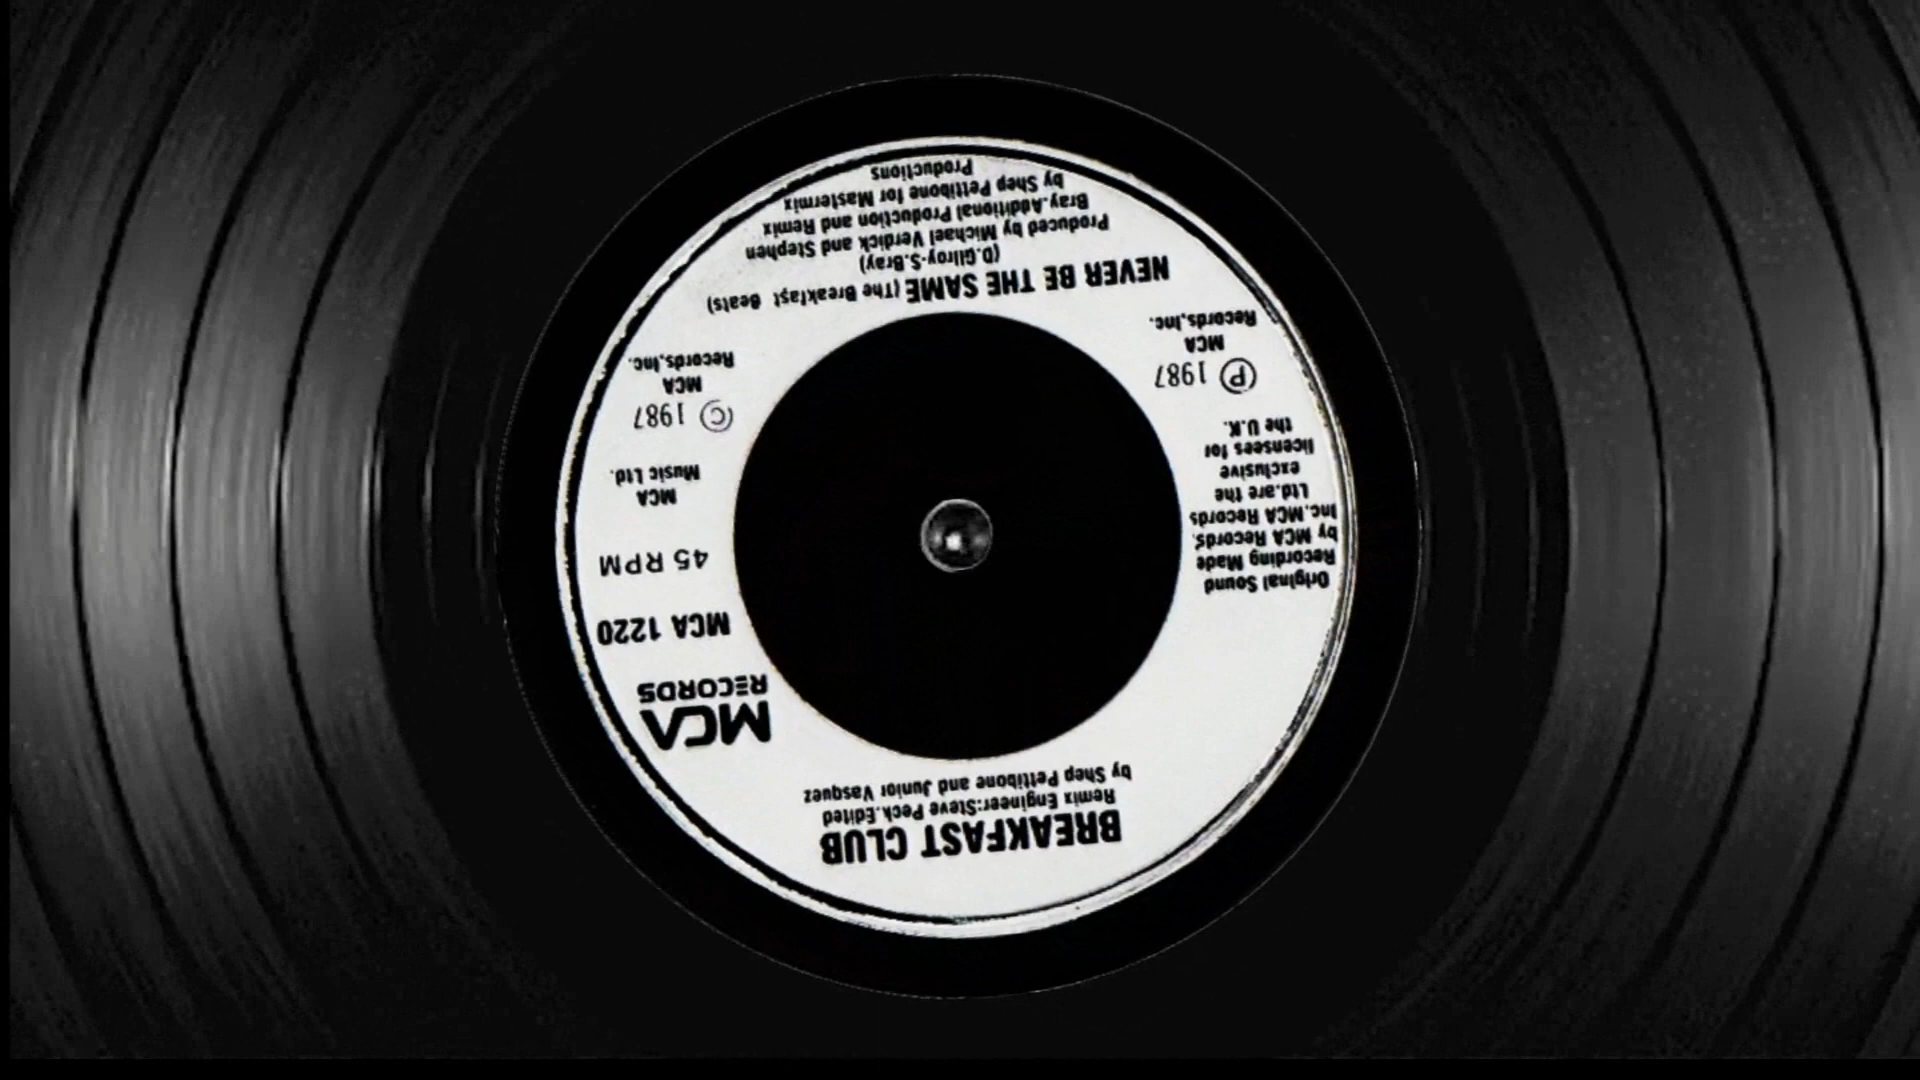 BREAKFAST CLUB
Remix Engineer:Steve Peck.Edited
by Shep Pettibone and Junior Vasquez
MCA
RECORDS
MCA 1220
45 RPM
MCA
Music Ltd.
© 1987
MCA
Records,Inc.
Original Sound
Recording Made
by MCA Records,
Inc.MCA Records
Ltd.are the
exclusive
licensees for
the U.K.
℗ 1987
MCA
Records,Inc.
NEVER BE THE SAME (The Breakfast Beats)
(D.Gilroy-S.Bray)
Produced by Michael Verdick and Stephen
Bray.Additional Production and Remix
by Shep Pettibone for Mastermix
Productions